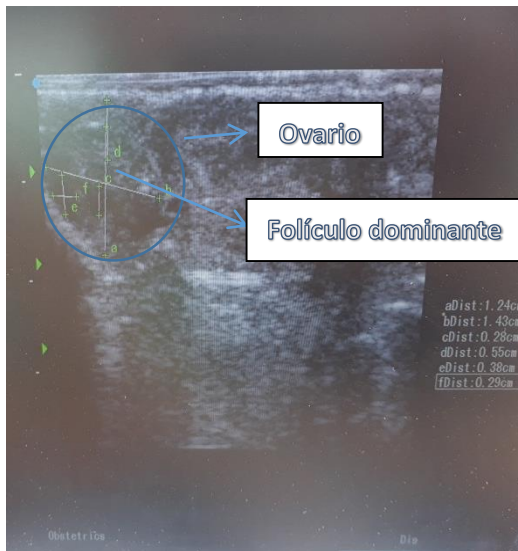 Ovario
d
c
f
b
e
Folículo dominante
a
aDist:1.24cm
bDist:1.43cm
cDist:0.28cm
dDist:0.55cm
eDist:0.38cm
fDist:0.29cm
Obstetrics